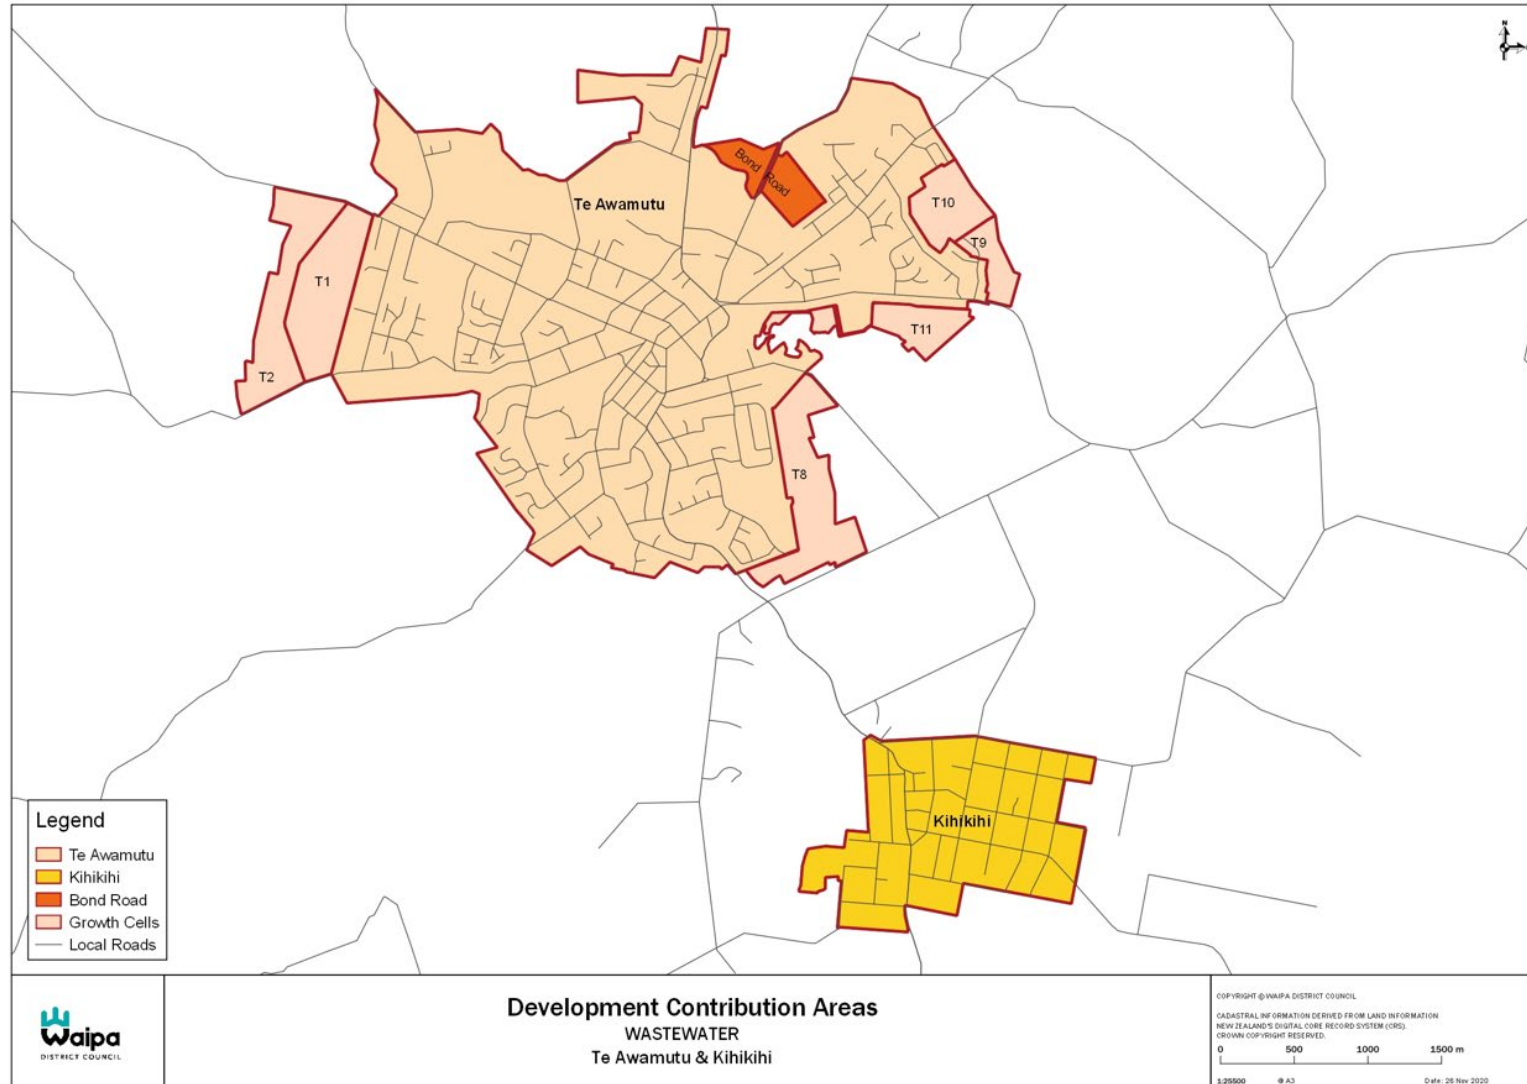 N
Bond Road
Te Awamutu
T10
T9
T1
T11
T2
T8
Kihikihi
Legend
Te Awamutu
Kihikihi
Bond Road
Growth Cells
Local Roads
Waipa
DISTRICT COUNCIL
Development Contribution Areas
WASTEWATER
Te Awamutu & Kihikihi
COPYRIGHT @ WAIPA DISTRICT COUNCIL
CADASTRAL INFORMATION DERIVED FROM LAND INFORMATION
NEW ZEALAND'S DIGITAL CORE RECORD SYSTEM (CRS).
CROWN COPYRIGHT RESERVED.
0 500 1000 1500 m
1:25500 @ A3 Date: 26 Nov 2020